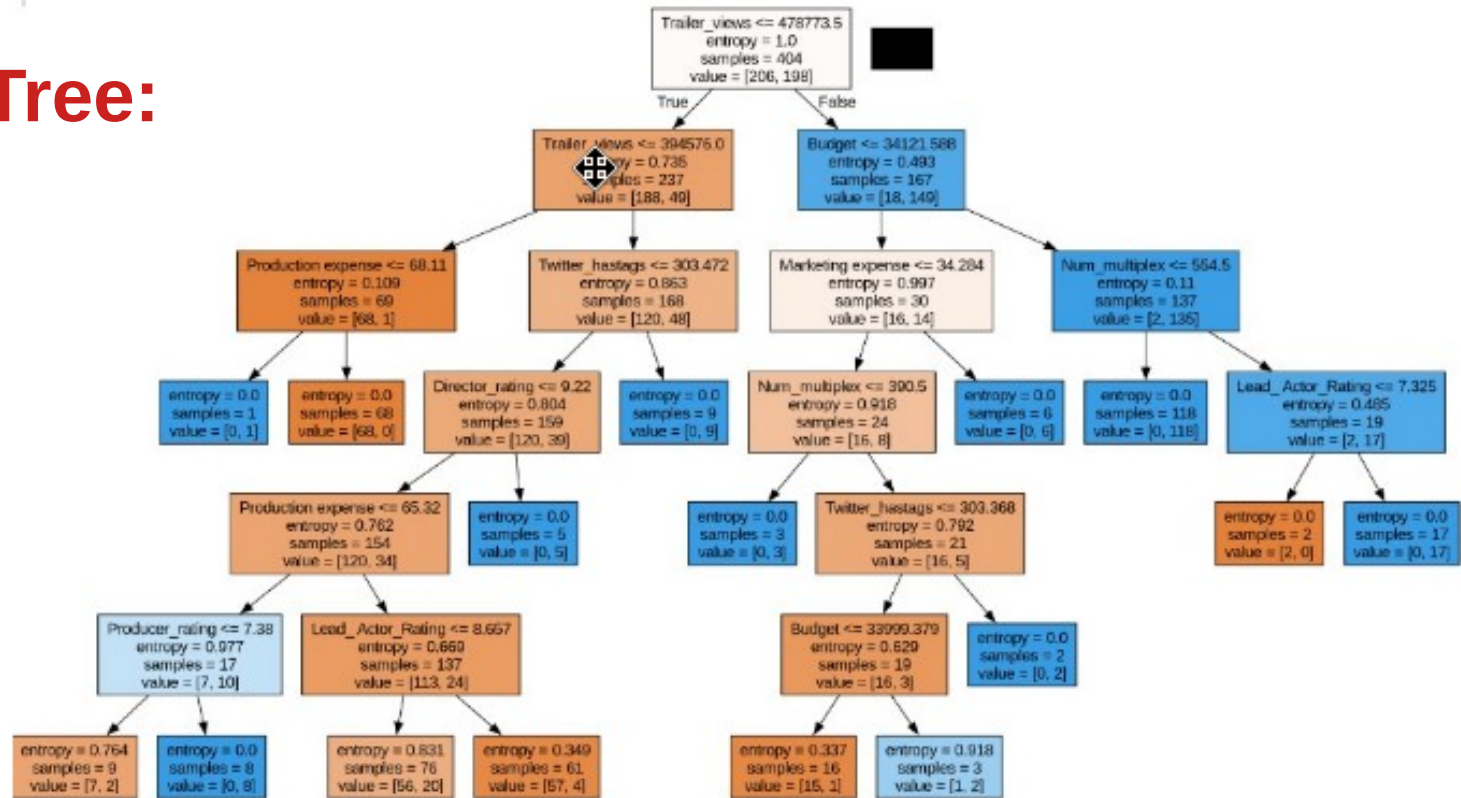 Tree:
Trailer_views <= 478773.5
entropy = 1.0
samples = 404
value = [206, 198]
True
False
Trailer_views <= 394576.0
py = 0.735
ples = 237
value = [188, 49]
Budget <= 34121.588
entropy = 0.493
samples = 167
value = [18, 149]
Production expense <= 68.11
entropy = 0.109
samples = 69
value = [68, 1]
Twitter_hastags <= 303.472
entropy = 0.863
samples = 168
value = [120, 48]
Marketing expense <= 34.284
entropy = 0.997
samples = 30
value = [16, 14]
Num_multiplex <= 554.5
entropy = 0.11
samples = 137
value = [2, 135]
entropy = 0.0
samples = 1
value = [0, 1]
entropy = 0.0
samples = 68
value = [68, 0]
Director_rating <= 9.22
entropy = 0.804
samples = 159
value = [120, 39]
entropy = 0.0
samples = 9
value = [0, 9]
Num_multiplex <= 390.5
entropy = 0.918
samples = 24
value = [16, 8]
entropy = 0.0
samples = 6
value = [0, 6]
entropy = 0.0
samples = 118
value = [0, 118]
Lead_Actor_Rating <= 7.325
entropy = 0.485
samples = 19
value = [2, 17]
Production expense <= 65.32
entropy = 0.762
samples = 154
value = [120, 34]
entropy = 0.0
samples = 5
value = [0, 5]
entropy = 0.0
samples = 3
value = [0, 3]
Twitter_hastags <= 303.368
entropy = 0.792
samples = 21
value = [16, 5]
entropy = 0.0
samples = 2
value = [2, 0]
entropy = 0.0
samples = 17
value = [0, 17]
Producer_rating <= 7.38
entropy = 0.977
samples = 17
value = [7, 10]
Lead_Actor_Rating <= 8.657
entropy = 0.669
samples = 137
value = [113, 24]
Budget <= 33999.379
entropy = 0.629
samples = 19
value = [16, 3]
entropy = 0.0
samples = 2
value = [0, 2]
entropy = 0.764
samples = 9
value = [7, 2]
entropy = 0.0
samples = 8
value = [0, 8]
entropy = 0.831
samples = 76
value = [56, 20]
entropy = 0.349
samples = 61
value = [57, 4]
entropy = 0.337
samples = 16
value = [15, 1]
entropy = 0.918
samples = 3
value = [1, 2]